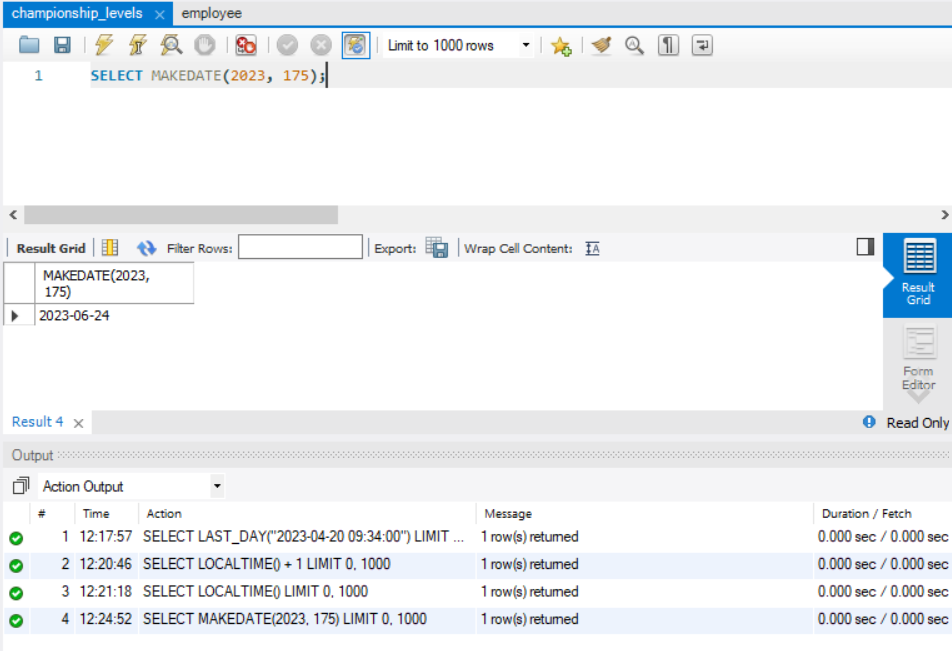 championship_levels × employee
Limit to 1000 rows
1 SELECT MAKEDATE(2023, 175);
Result Grid Filter Rows: Export: Wrap Cell Content: IA
MAKEDATE(2023,
175)
2023-06-24
Result
Grid
Form
Editor
Result 4 × Read Only
Output
Action Output
# Time Action Message Duration / Fetch
1 12:17:57 SELECT LAST_DAY("2023-04-20 09:34:00") LIMIT ... 1 row(s) returned 0.000 sec / 0.000 sec
2 12:20:46 SELECT LOCALTIME() + 1 LIMIT 0, 1000 1 row(s) returned 0.000 sec / 0.000 sec
3 12:21:18 SELECT LOCALTIME() LIMIT 0, 1000 1 row(s) returned 0.000 sec / 0.000 sec
4 12:24:52 SELECT MAKEDATE(2023, 175) LIMIT 0, 1000 1 row(s) returned 0.000 sec / 0.000 sec